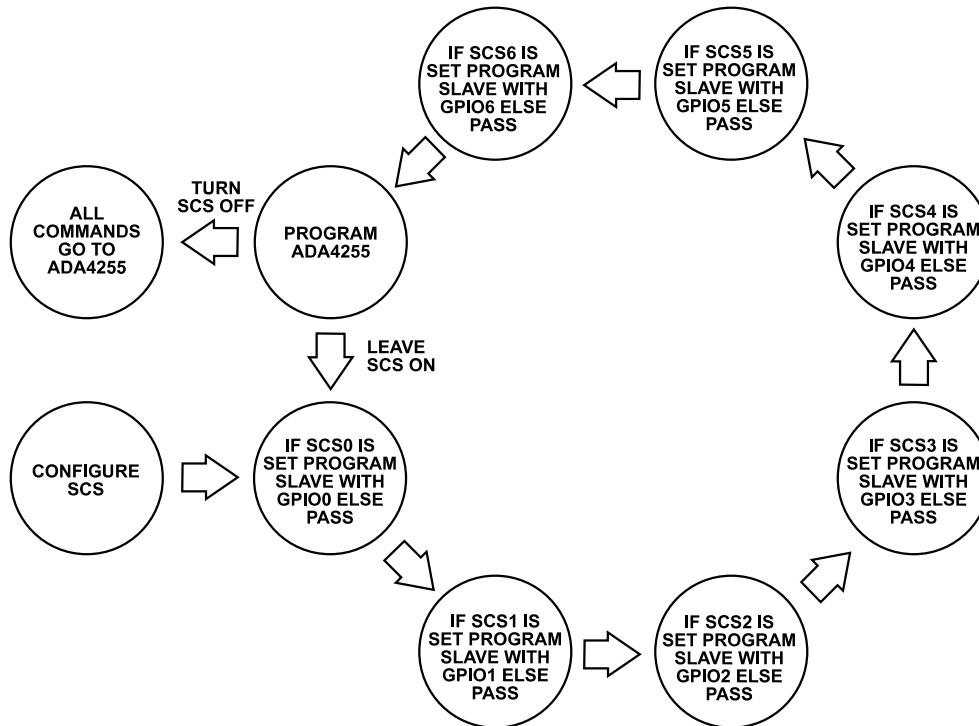 IF SCS6 IS
SET PROGRAM
SLAVE WITH
GPIO6 ELSE
PASS
IF SCS5 IS
SET PROGRAM
SLAVE WITH
GPIO5 ELSE
PASS
ALL
COMMANDS
GO TO
ADA4255
TURN
SCS OFF
PROGRAM
ADA4255
IF SCS4 IS
SET PROGRAM
SLAVE WITH
GPIO4 ELSE
PASS
LEAVE
SCS ON
CONFIGURE
SCS
IF SCS0 IS
SET PROGRAM
SLAVE WITH
GPIO0 ELSE
PASS
IF SCS3 IS
SET PROGRAM
SLAVE WITH
GPIO3 ELSE
PASS
IF SCS1 IS
SET PROGRAM
SLAVE WITH
GPIO1 ELSE
PASS
IF SCS2 IS
SET PROGRAM
SLAVE WITH
GPIO2 ELSE
PASS